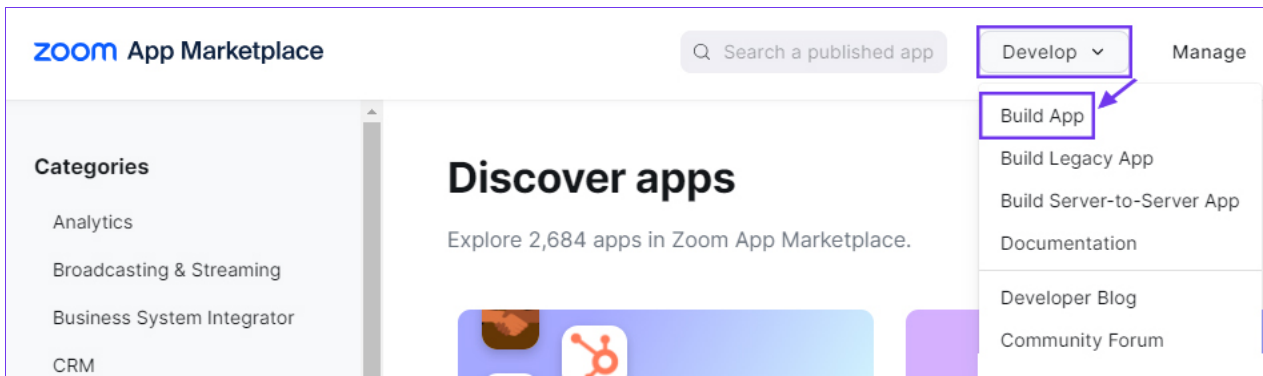 zoom App Marketplace
Search a published app
Develop
Manage
Build App
Build Legacy App
Build Server-to-Server App
Documentation
Developer Blog
Community Forum
Categories
Analytics
Broadcasting & Streaming
Business System Integrator
CRM
Discover apps
Explore 2,684 apps in Zoom App Marketplace.